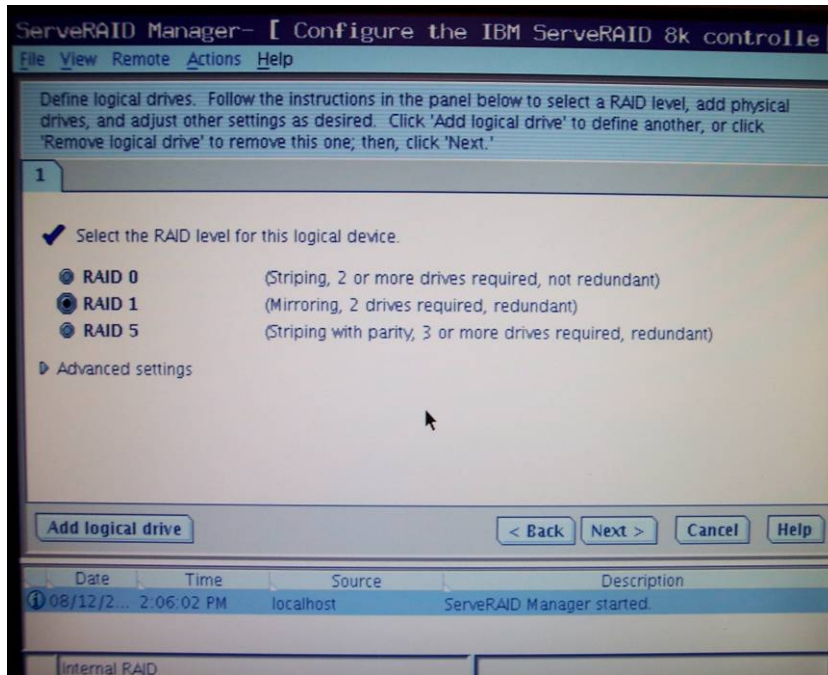 ServeRAID Manager- [ Configure the IBM ServeRAID 8k controlle
File View Remote Actions Help
Define logical drives. Follow the instructions in the panel below to select a RAID level, add physical
drives, and adjust other settings as desired. Click 'Add logical drive' to define another, or click
'Remove logical drive' to remove this one; then, click 'Next.'
1
Select the RAID level for this logical device.
RAID 0 (Striping, 2 or more drives required, not redundant)
RAID 1 (Mirroring, 2 drives required, redundant)
RAID 5 (Striping with parity, 3 or more drives required, redundant)
Advanced settings
Add logical drive < Back Next > Cancel Help
Date Time Source Description
08/12/2... 2:06:02 PM localhost ServeRAID Manager started.
Internal RAID